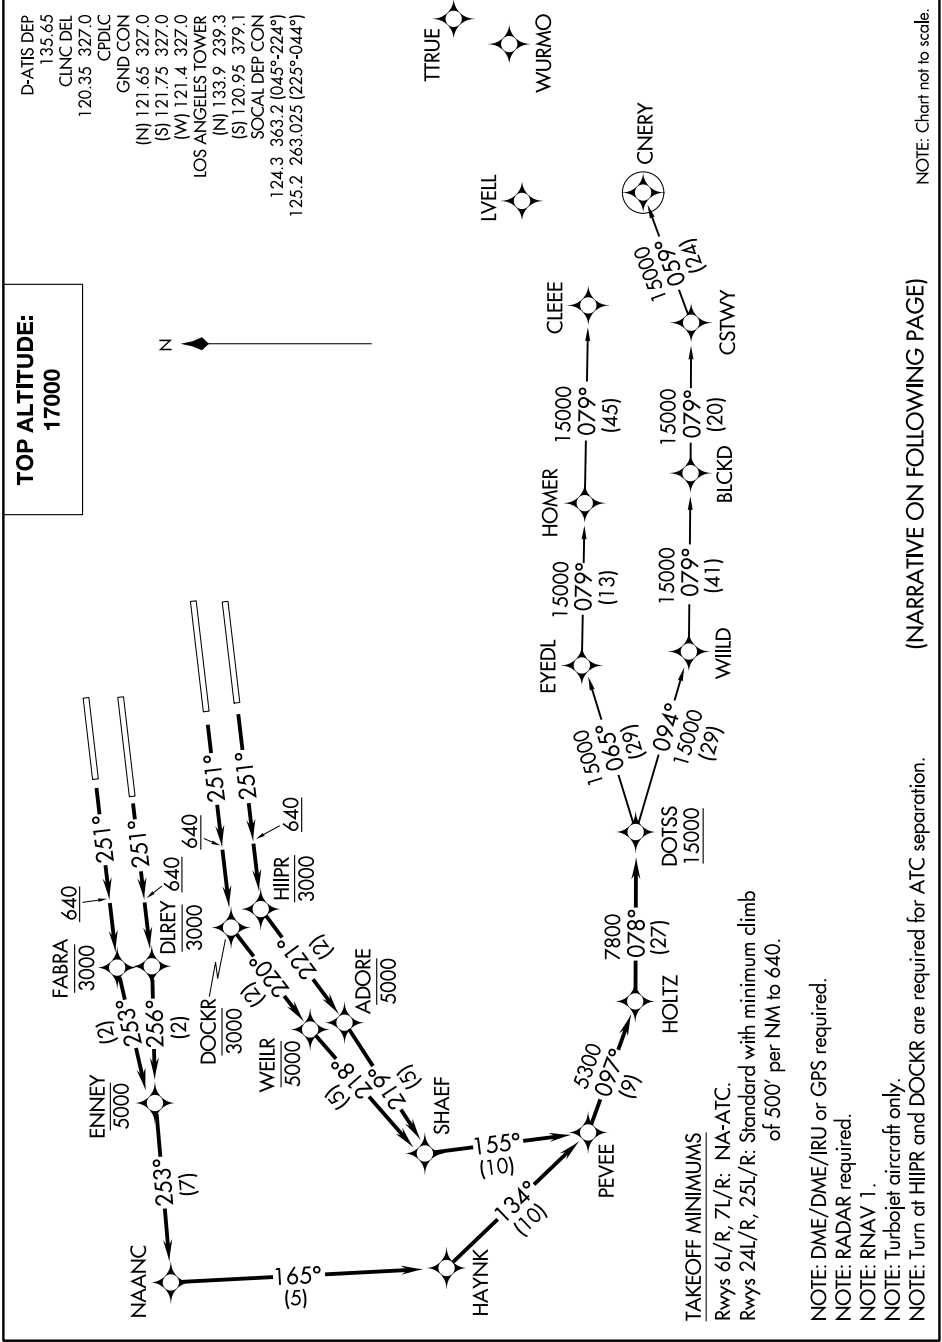 TOP ALTITUDE:
17000
D-ATIS DEP
135.65
CLNC DEL
120.35 327.0
CPDLC
GND CON
(N) 121.65 327.0
(S) 121.75 327.0
(W) 121.4 327.0
LOS ANGELES TOWER
(N) 133.9 239.3
(S) 120.95 379.1
SOCAL DEP CON
124.3 363.2 (045°-224°)
125.2 263.025 (225°-044°)
N
TTRUE
WURMO
LVELL
CNERY
15000
059°
(24)
CSTWY
CLEEE
15000
079°
(45)
HOMER
15000
079°
(13)
EYEDL
15000
065°
(29)
15000
079°
(20)
BLCKD
15000
079°
(41)
WIILD
094°
15000
(29)
DOTSS
15000
7800
078°
(27)
HOLTZ
5300
097°
(9)
PEVEE
251°
640
FABRA
3000
251°
640
DLREY
3000
(2)
253°
256°
(2)
ENNEY
5000
253°
(7)
NAANC
165°
(5)
HAYNK
134°
(10)
251°
640
DOCKR
3000
251°
640
HIIPR
3000
220°
(2)
221°
(2)
WEILR
5000
ADORE
5000
218°
(5)
219°
(5)
SHAEF
155°
(10)
TAKEOFF MINIMUMS
Rwys 6L/R, 7L/R: NA-ATC.
Rwys 24L/R, 25L/R: Standard with minimum climb
of 500' per NM to 640.
NOTE: DME/DME/IRU or GPS required.
NOTE: RADAR required.
NOTE: RNAV 1.
NOTE: Turbojet aircraft only.
NOTE: Turn at HIIPR and DOCKR are required for ATC separation.
(NARRATIVE ON FOLLOWING PAGE)
NOTE: Chart not to scale.